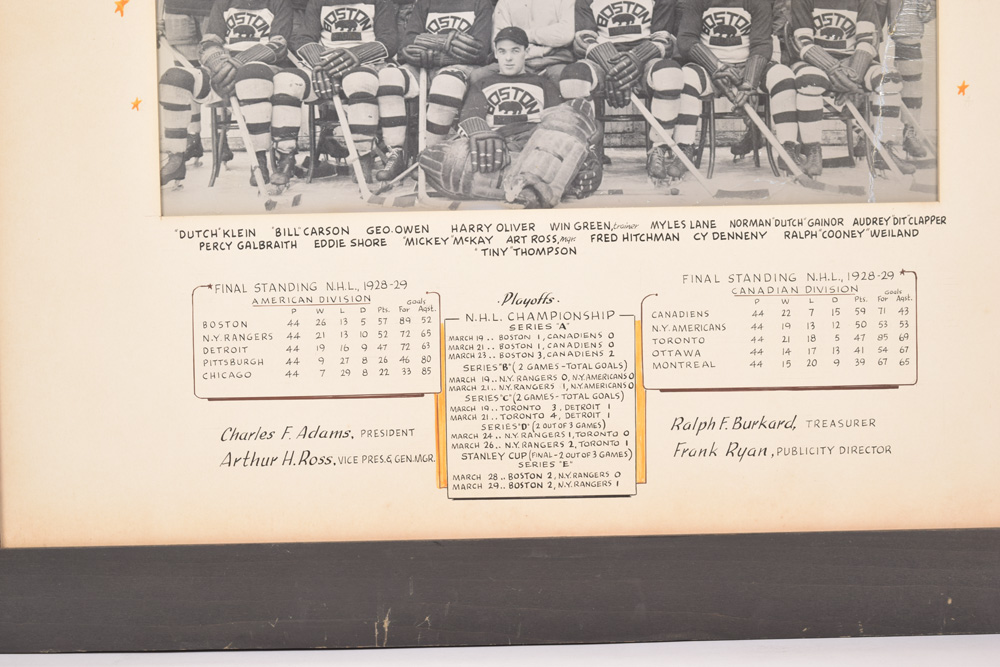 BOSTON BOSTON BOSTON BOSTON BOSTON BOSTON
BOSTON
"DUTCH" KLEIN "BILL" CARSON GEO. OWEN HARRY OLIVER WIN GREEN, trainer MYLES LANE NORMAN "DUTCH" GAINOR AUDREY "DIT" CLAPPER
PERCY GALBRAITH EDDIE SHORE "MICKEY" McKAY ART ROSS, Mgr. FRED HITCHMAN CY DENNENY RALPH "COONEY" WEILAND
"TINY" THOMPSON
FINAL STANDING N.H.L., 1928-29
AMERICAN DIVISION
Goals
P W L D Pts. For Agst.
BOSTON 44 26 13 5 57 89 52
N.Y. RANGERS 44 21 13 10 52 72 65
DETROIT 44 19 16 9 47 72 63
PITTSBURGH 44 9 27 8 26 46 80
CHICAGO 44 7 29 8 22 33 85
Charles F. Adams, PRESIDENT
Arthur H. Ross, VICE PRES. & GEN. MGR.
Playoffs.
N.H.L. CHAMPIONSHIP
SERIES "A"
MARCH 19.. BOSTON 1, CANADIENS 0
MARCH 21.. BOSTON 1, CANADIENS 0
MARCH 23.. BOSTON 3, CANADIENS 2
SERIES "B" (2 GAMES - TOTAL GOALS)
MARCH 19.. N.Y. RANGERS 0, N.Y. AMERICANS 0
MARCH 21.. N.Y. RANGERS 1, N.Y. AMERICANS 0
SERIES "C" (2 GAMES - TOTAL GOALS)
MARCH 19.. TORONTO 3, DETROIT 1
MARCH 21.. TORONTO 4, DETROIT 1
SERIES "D" (2 OUT OF 3 GAMES)
MARCH 24.. N.Y. RANGERS 1, TORONTO 0
MARCH 26.. N.Y. RANGERS 2, TORONTO 1
STANLEY CUP (FINAL - 2 OUT OF 3 GAMES)
SERIES "E"
MARCH 28.. BOSTON 2, N.Y. RANGERS 0
MARCH 29.. BOSTON 2, N.Y. RANGERS 1
FINAL STANDING N.H.L., 1928-29
CANADIAN DIVISION
Goals
P W L D Pts. For Agst.
CANADIENS 44 22 7 15 59 71 43
N.Y. AMERICANS 44 19 13 12 50 53 53
TORONTO 44 21 18 5 47 85 69
OTTAWA 44 14 17 13 41 54 67
MONTREAL 44 15 20 9 39 67 65
Ralph F. Burkard, TREASURER
Frank Ryan, PUBLICITY DIRECTOR